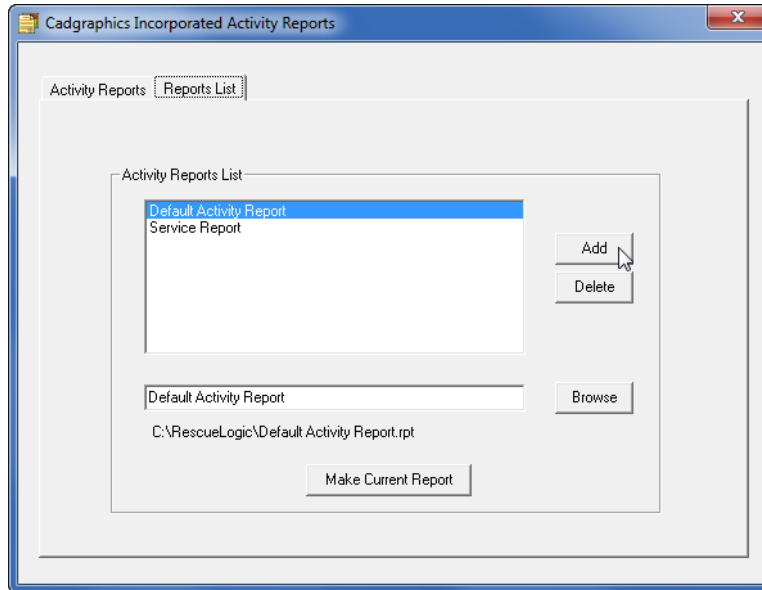 Cadgraphics Incorporated Activity Reports
Activity Reports
Reports List
Activity Reports List
Default Activity Report
Service Report
Add
Delete
Default Activity Report
Browse
C:\RescueLogic\Default Activity Report.rpt
Make Current Report